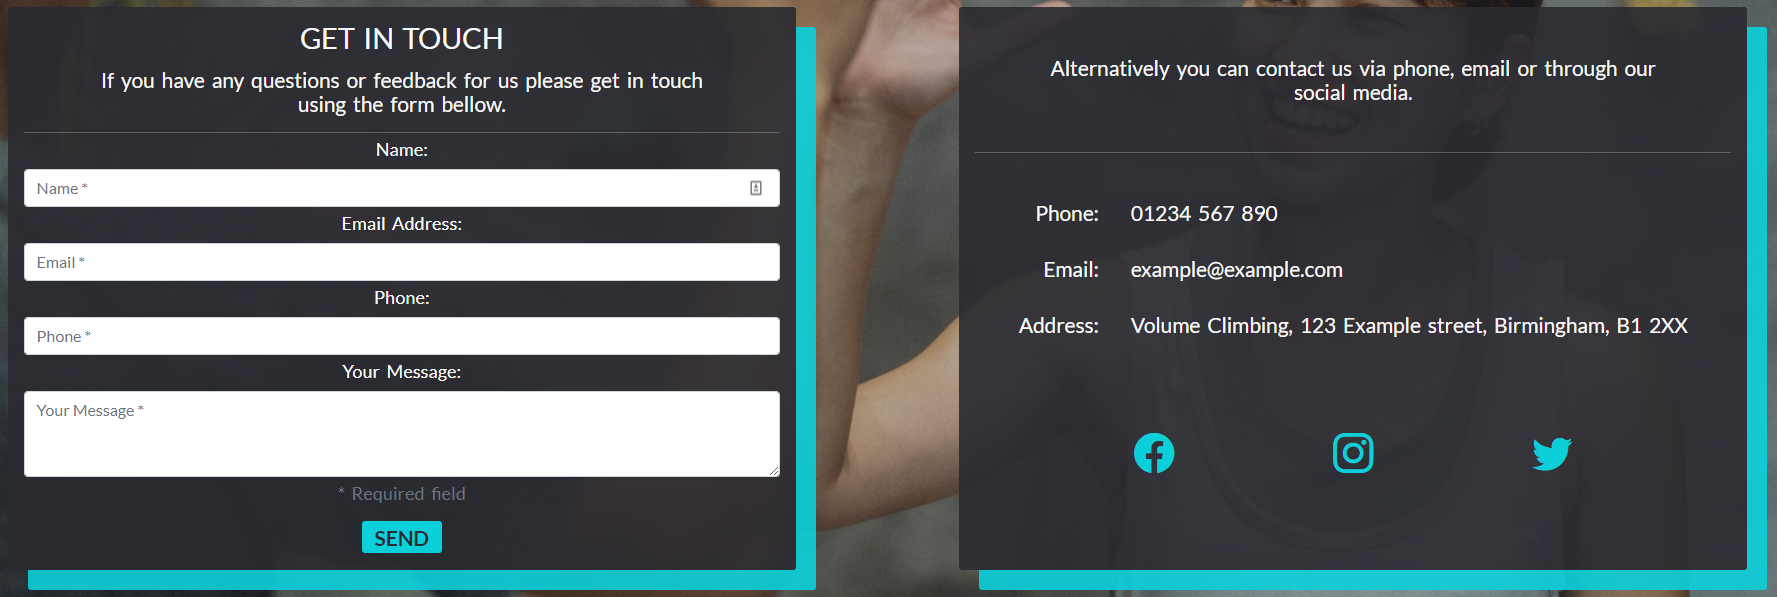 GET IN TOUCH
If you have any questions or feedback for us please get in touch
using the form bellow.
Name:
Name *
Email Address:
Email *
Phone:
Phone *
Your Message:
Your Message *
* Required field
SEND
Alternatively you can contact us via phone, email or through our
social media.
Phone: 01234 567 890
Email: example@example.com
Address: Volume Climbing, 123 Example street, Birmingham, B1 2XX